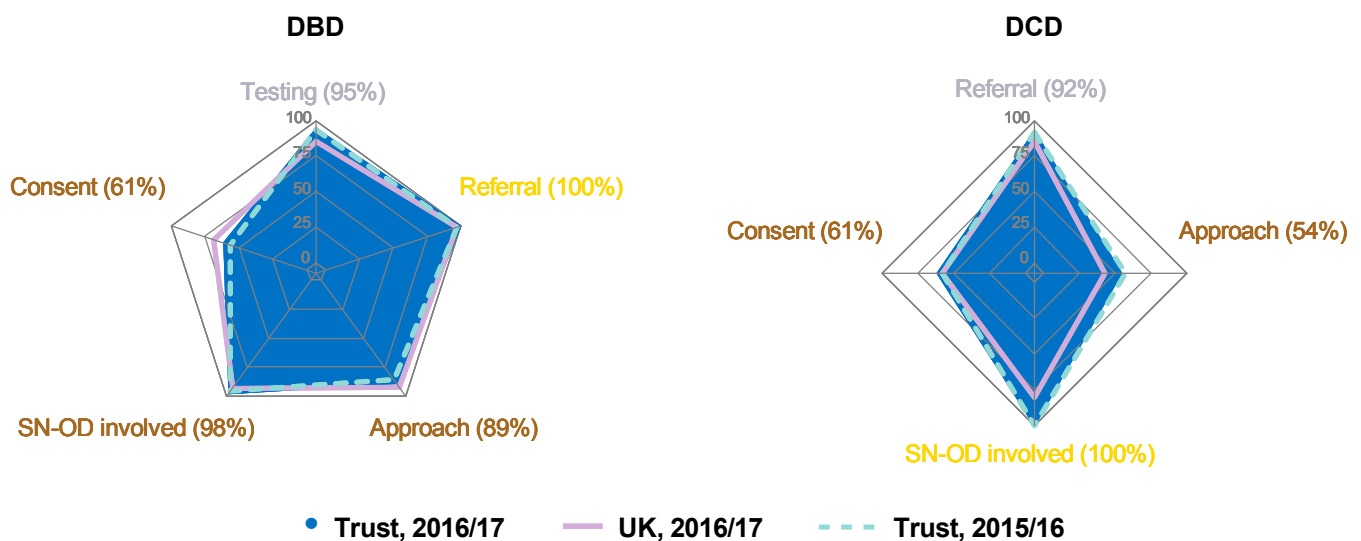 DBD
Testing (95%)
100
75
50
25
0
Consent (61%)
Referral (100%)
SN-OD involved (98%)
Approach (89%)
DCD
Referral (92%)
100
75
50
25
0
Consent (61%)
Approach (54%)
SN-OD involved (100%)
Trust, 2016/17
UK, 2016/17
Trust, 2015/16